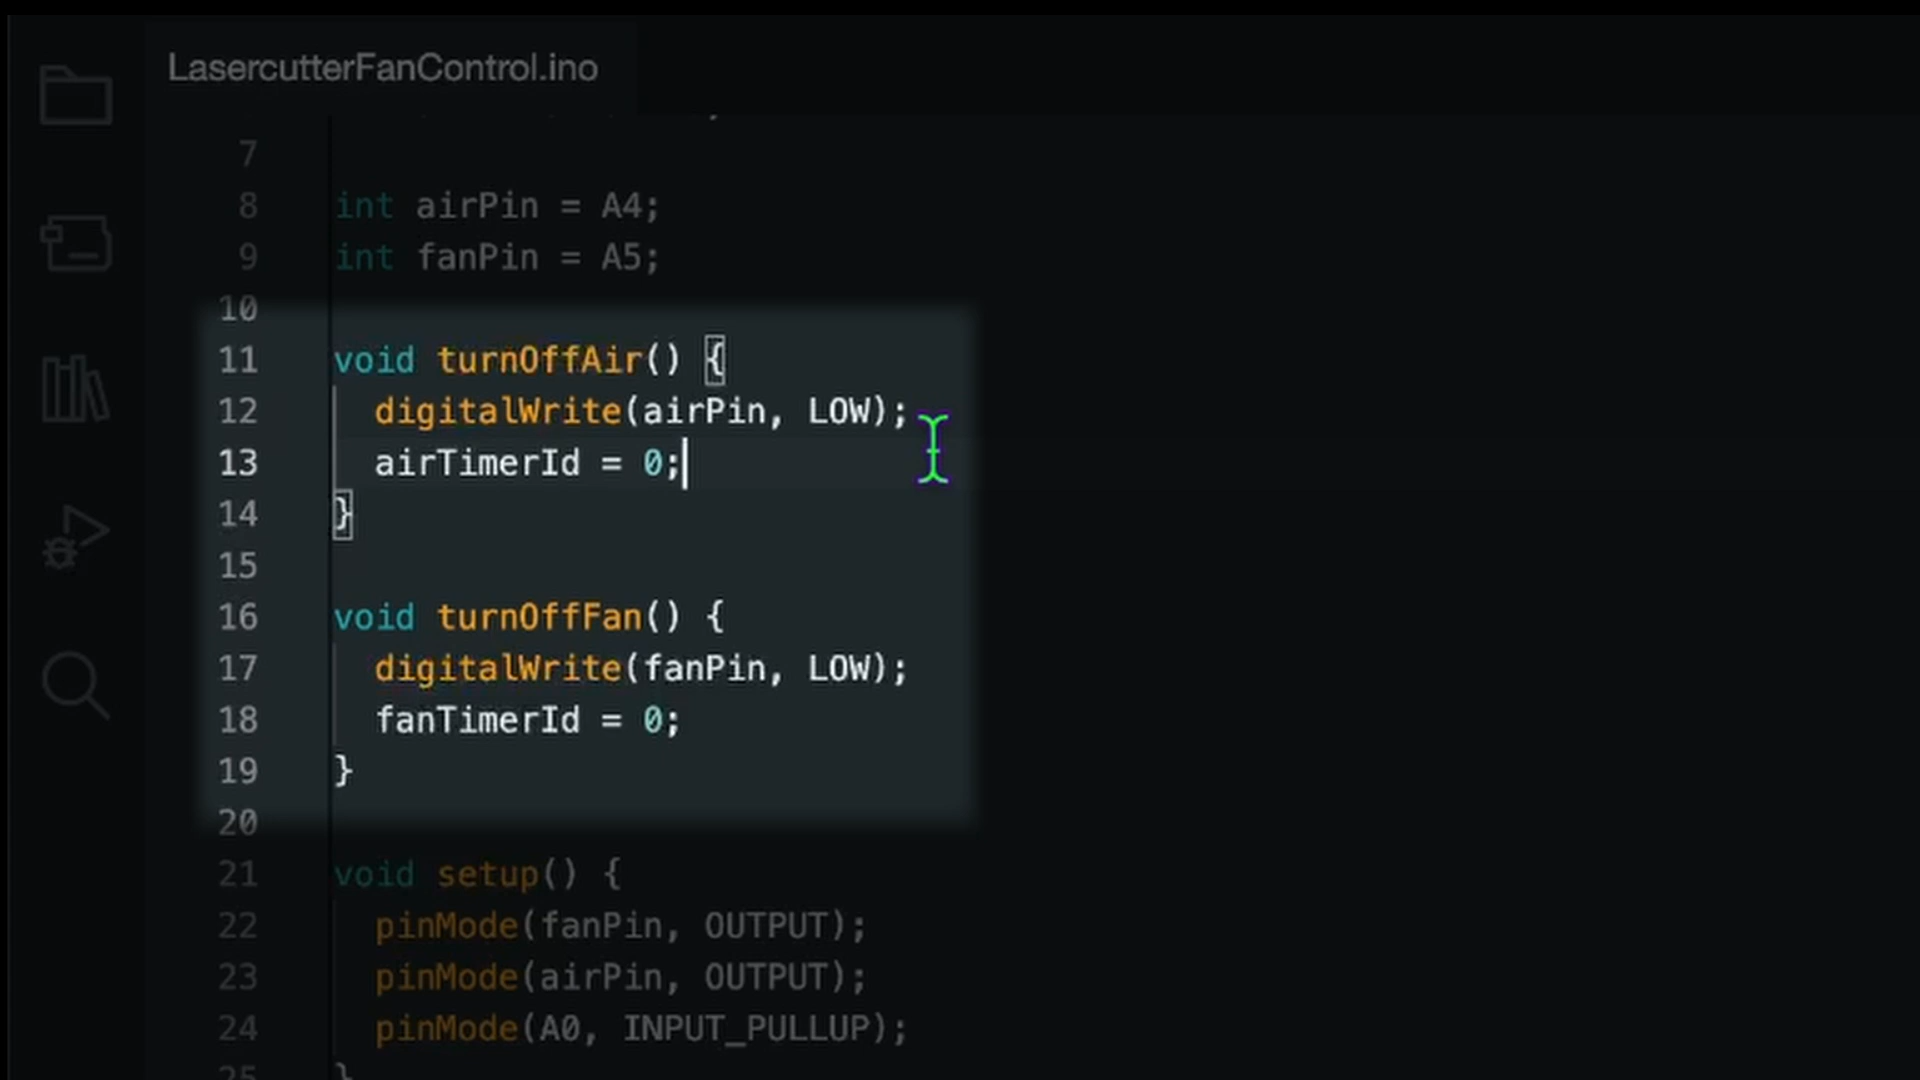 LasercutterFanControl.ino
7
8 int airPin = A4;
9 int fanPin = A5;
10
11 void turnOffAir() {
12 digitalWrite(airPin, LOW);
13 airTimerId = 0;
14 }
15
16 void turnOffFan() {
17 digitalWrite(fanPin, LOW);
18 fanTimerId = 0;
19 }
20
21 void setup() {
22 pinMode(fanPin, OUTPUT);
23 pinMode(airPin, OUTPUT);
24 pinMode(A0, INPUT_PULLUP);
25 }